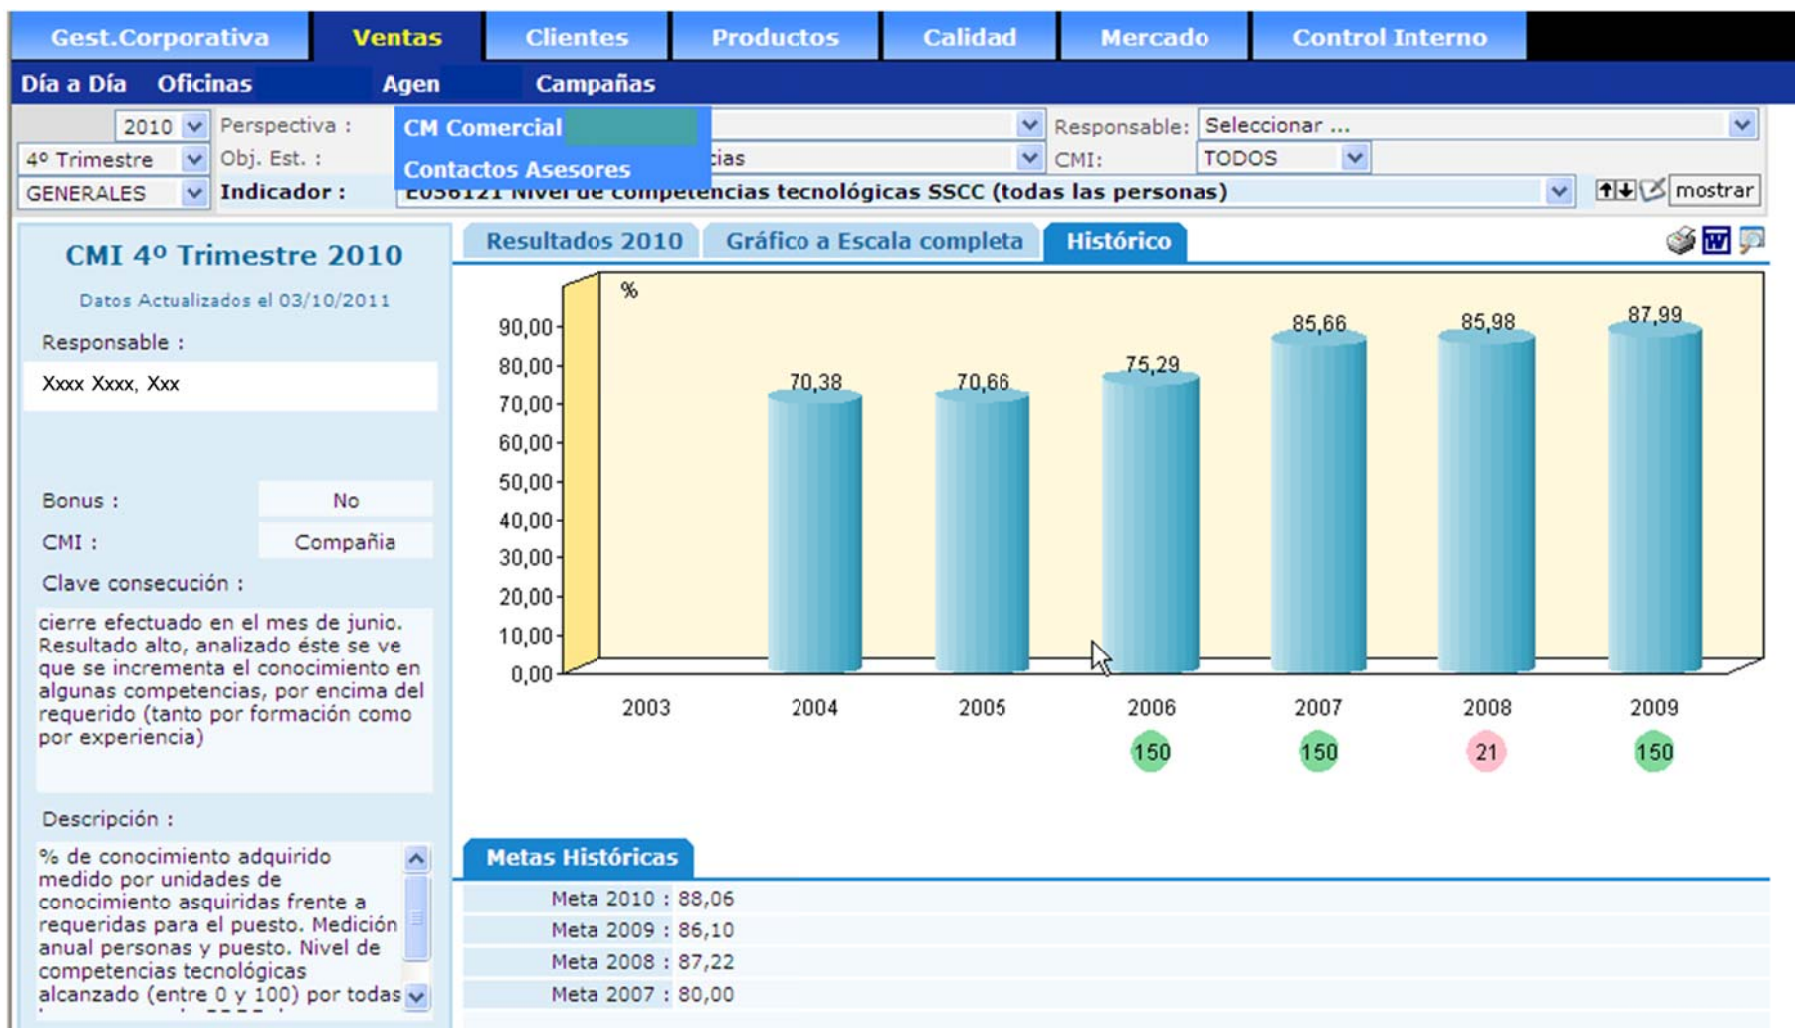 Gest.Corporativa Ventas Clientes Productos Calidad Mercado Control Interno
Día a Día Oficinas Agen Campañas
2010 Perspectiva : CM Comercial Responsable: Seleccionar ...
4º Trimestre Obj. Est. : Contactos Asesores cias CMI: TODOS
GENERALES Indicador : E056121 Nivel de competencias tecnológicas SSCC (todas las personas) mostrar
CMI 4º Trimestre 2010
Datos Actualizados el 03/10/2011
Responsable :
Xxxx Xxxx, Xxx
Bonus : No
CMI : Compañia
Clave consecución :
cierre efectuado en el mes de junio.
Resultado alto, analizado éste se ve
que se incrementa el conocimiento en
algunas competencias, por encima del
requerido (tanto por formación como
por experiencia)
Descripción :
% de conocimiento adquirido
medido por unidades de
conocimiento asquiridas frente a
requeridas para el puesto. Medición
anual personas y puesto. Nivel de
competencias tecnológicas
alcanzado (entre 0 y 100) por todas
Resultados 2010 Gráfico a Escala completa Histórico
W
%
90,00
80,00
70,00
60,00
50,00
40,00
30,00
20,00
10,00
0,00
70,38 70,66 75,29 85,66 85,98 87,99
2003 2004 2005 2006 2007 2008 2009
150 150 21 150
Metas Históricas
Meta 2010 : 88,06
Meta 2009 : 86,10
Meta 2008 : 87,22
Meta 2007 : 80,00